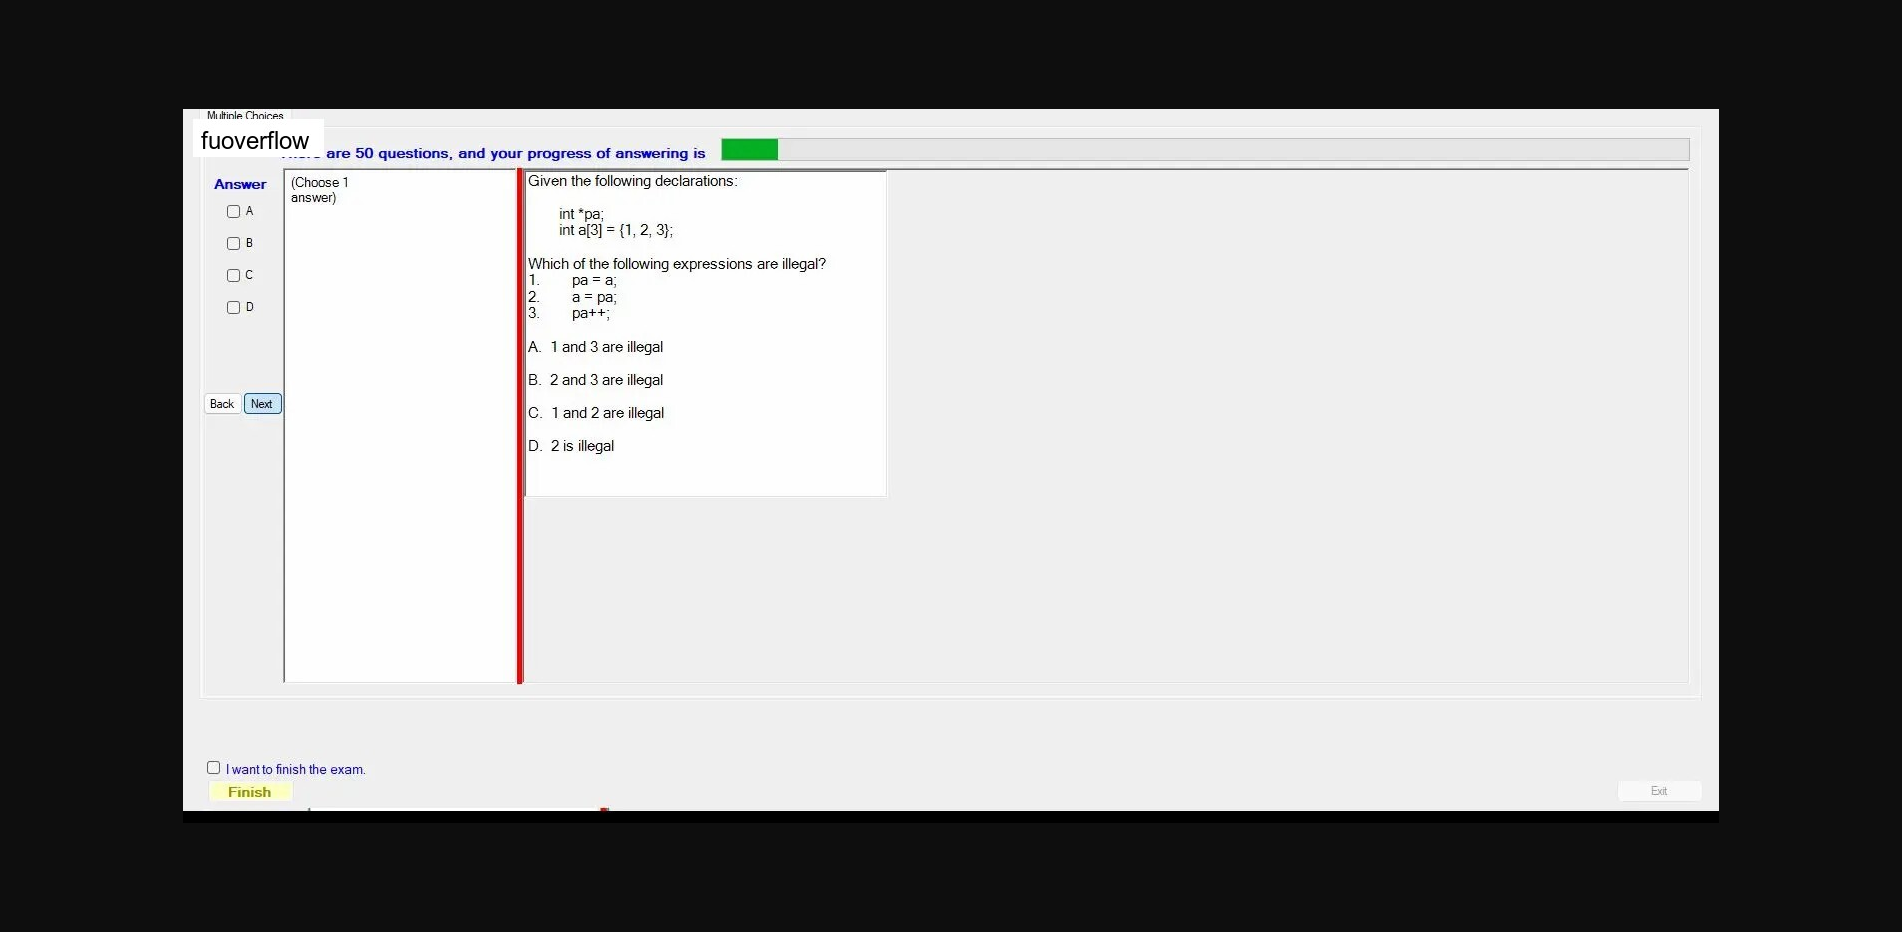 Multiple Choices
fuoverflow
are 50 questions, and your progress of answering is
Answer
A
B
C
D
Back
Next
(Choose 1
answer)
Given the following declarations:
int *pa;
int a[3] = {1, 2, 3};
Which of the following expressions are illegal?
1. pa = a;
2. a = pa;
3. pa++;
A. 1 and 3 are illegal
B. 2 and 3 are illegal
C. 1 and 2 are illegal
D. 2 is illegal
I want to finish the exam.
Finish
Exit